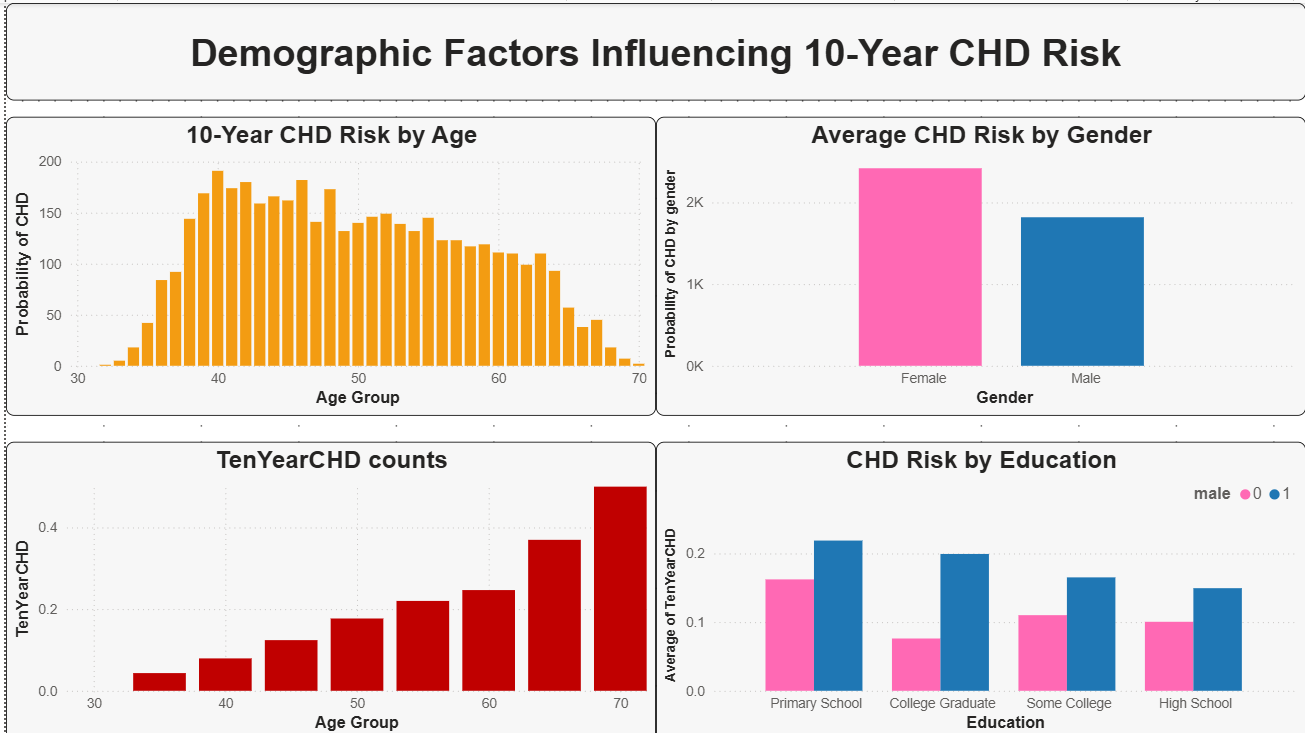 Demographic Factors Influencing 10-Year CHD Risk
10-Year CHD Risk by Age
Probability of CHD
200
150
100
50
0
30 40 50 60 70
Age Group
Average CHD Risk by Gender
Probability of CHD by gender
2K
1K
0K
Female Male
Gender
TenYearCHD counts
TenYearCHD
0.4
0.2
0.0
30 40 50 60 70
Age Group
CHD Risk by Education
male 0 1
Average of TenYearCHD
0.2
0.1
0.0
Primary School College Graduate Some College High School
Education